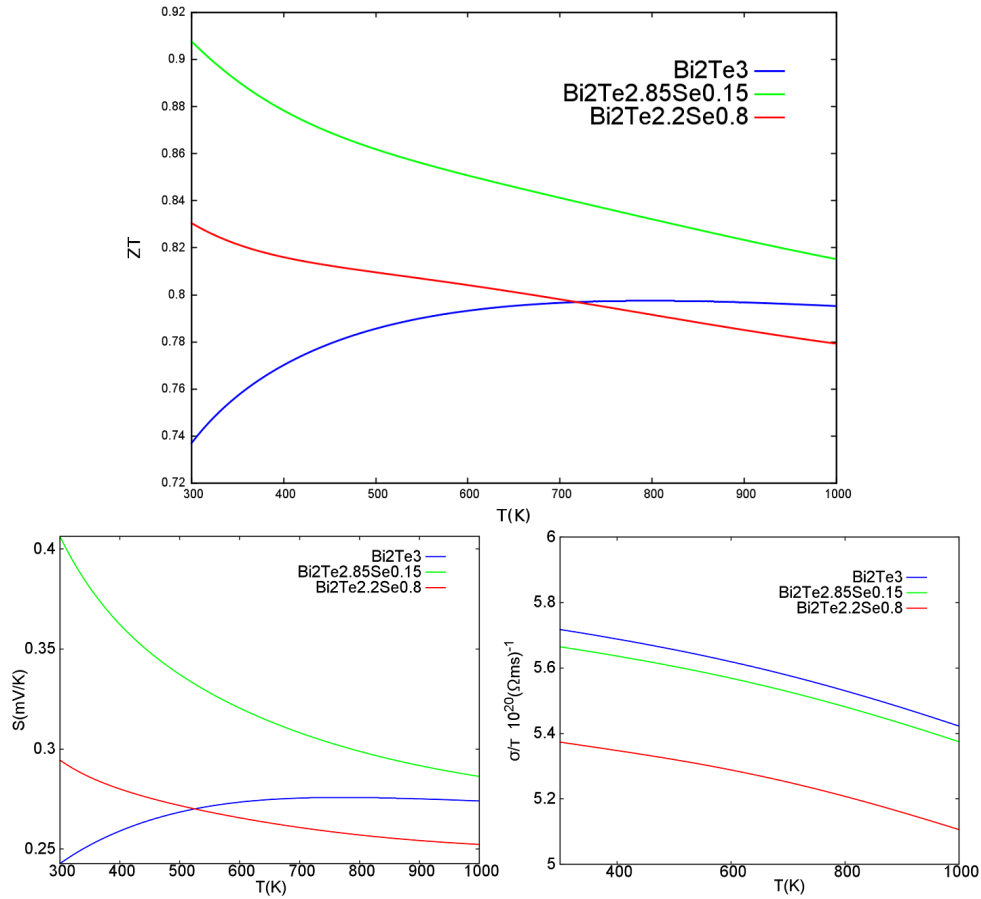 0.92
0.9
0.88
0.86
0.84
0.82
0.8
0.78
0.76
0.74
0.72
ZT
Bi2Te3
Bi2Te2.85Se0.15
Bi2Te2.2Se0.8
300 400 500 600 700 800 900 1000
T(K)
0.4
0.35
0.3
0.25
S(mV/K)
Bi2Te3
Bi2Te2.85Se0.15
Bi2Te2.2Se0.8
300 400 500 600 700 800 900 1000
T(K)
6
5.8
5.6
5.4
5.2
5
σ/τ 10²⁰(Ωms)⁻¹
Bi2Te3
Bi2Te2.85Se0.15
Bi2Te2.2Se0.8
400 600 800 1000
T(K)